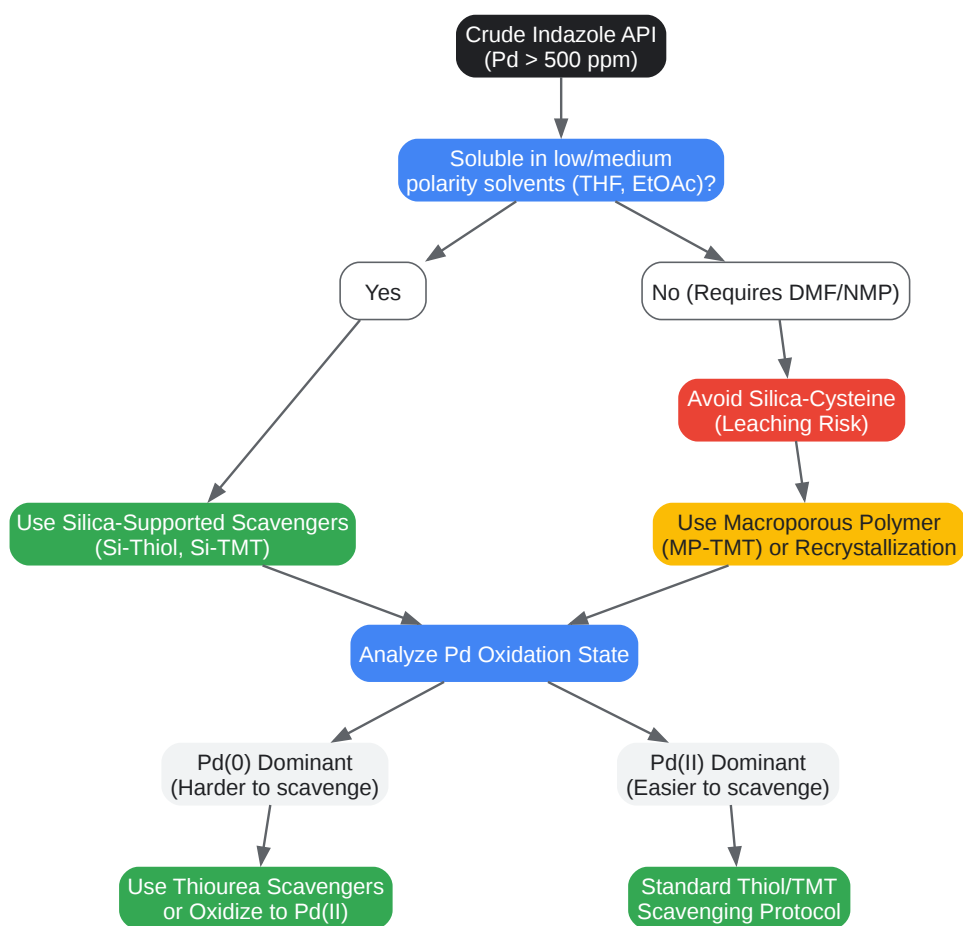 Crude Indazole API
(Pd > 500 ppm)
Soluble in low/medium
polarity solvents (THF, EtOAc)?
Yes
No (Requires DMF/NMP)
Avoid Silica-Cysteine
(Leaching Risk)
Use Silica-Supported Scavengers
(Si-Thiol, Si-TMT)
Use Macroporous Polymer
(MP-TMT) or Recrystallization
Analyze Pd Oxidation State
Pd(0) Dominant
(Harder to scavenge)
Pd(II) Dominant
(Easier to scavenge)
Use Thiourea Scavengers
or Oxidize to Pd(II)
Standard Thiol/TMT
Scavenging Protocol